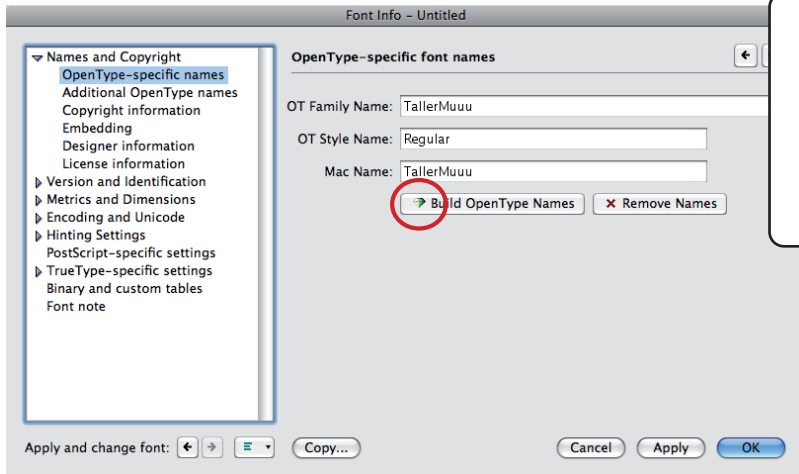 Font Info – Untitled
Names and Copyright
OpenType-specific names
Additional OpenType names
Copyright information
Embedding
Designer information
License information
Version and Identification
Metrics and Dimensions
Encoding and Unicode
Hinting Settings
PostScript-specific settings
TrueType-specific settings
Binary and custom tables
Font note
OpenType-specific font names
OT Family Name: TallerMuuu
OT Style Name: Regular
Mac Name: TallerMuuu
Build OpenType Names
Remove Names
Apply and change font:
Copy...
Cancel
Apply
OK